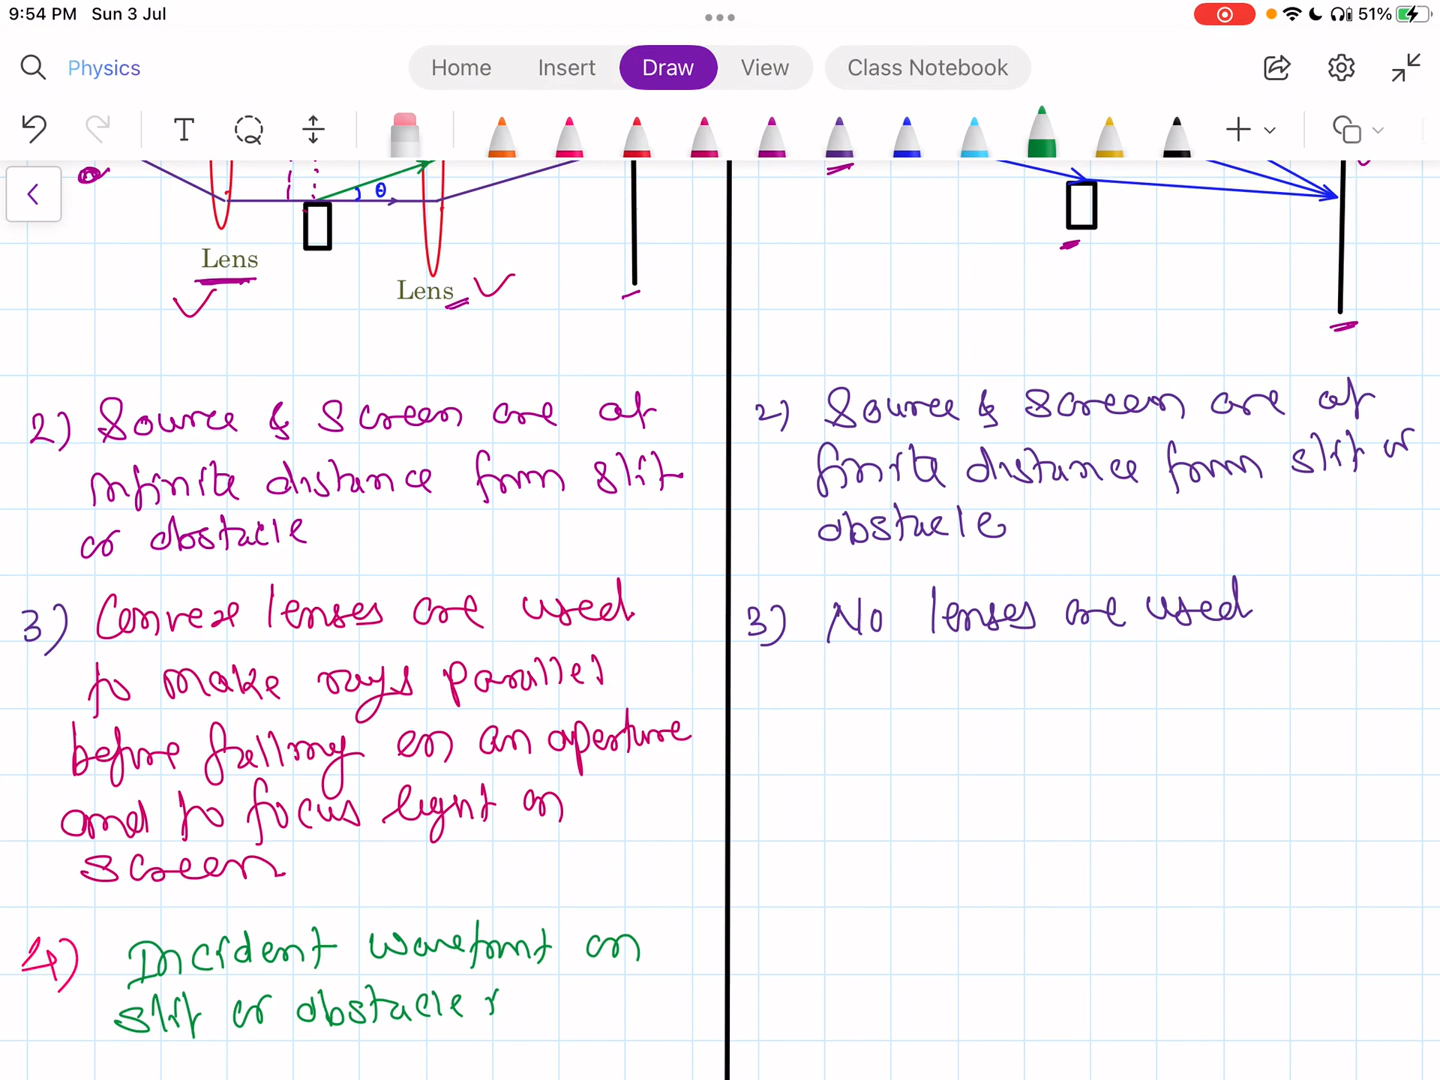 9:54 PM Sun 3 Jul
51%
Physics
Home Insert Draw View Class Notebook
T
θ
Lens
Lens
2) Source & Screen are at
infinite distance from slit
or obstacle
3) Convex lenses are used
to make rays parallel
before falling on an aperture
and to focus light on
screen
4) Incident wavefront on
slit or obstacle
2) Source & Screen are at
finite distance from slit or
obstacle
3) No lenses are used